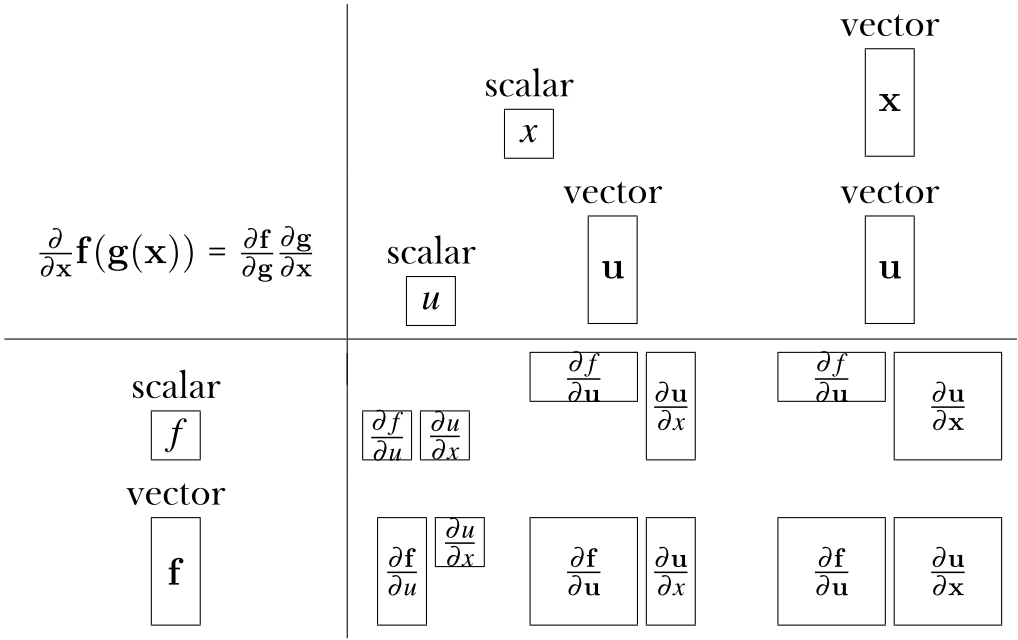 vector
scalar
x
x
vector
vector
scalar
u
u
u
∂/∂x f(g(x)) = ∂f/∂g ∂g/∂x
scalar
f
∂f/∂u ∂u/∂x
∂f/∂u ∂u/∂x
∂f/∂u ∂u/∂x
vector
f
∂f/∂u ∂u/∂x
∂f/∂u ∂u/∂x
∂f/∂u ∂u/∂x